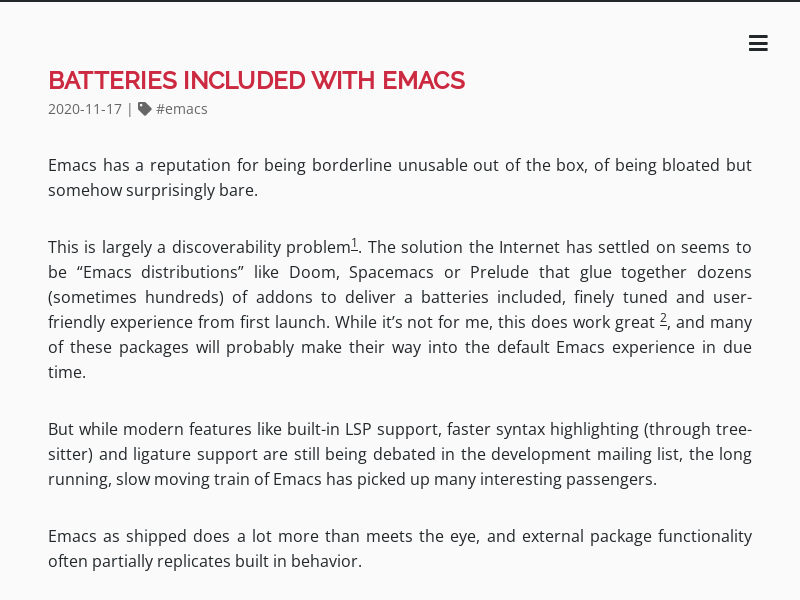 BATTERIES INCLUDED WITH EMACS
2020-11-17 | #emacs
Emacs has a reputation for being borderline unusable out of the box, of being bloated but
somehow surprisingly bare.
This is largely a discoverability problem1. The solution the Internet has settled on seems to
be “Emacs distributions” like Doom, Spacemacs or Prelude that glue together dozens
(sometimes hundreds) of addons to deliver a batteries included, finely tuned and user-
friendly experience from first launch. While it’s not for me, this does work great 2, and many
of these packages will probably make their way into the default Emacs experience in due
time.
But while modern features like built-in LSP support, faster syntax highlighting (through tree-
sitter) and ligature support are still being debated in the development mailing list, the long
running, slow moving train of Emacs has picked up many interesting passengers.
Emacs as shipped does a lot more than meets the eye, and external package functionality
often partially replicates built in behavior.